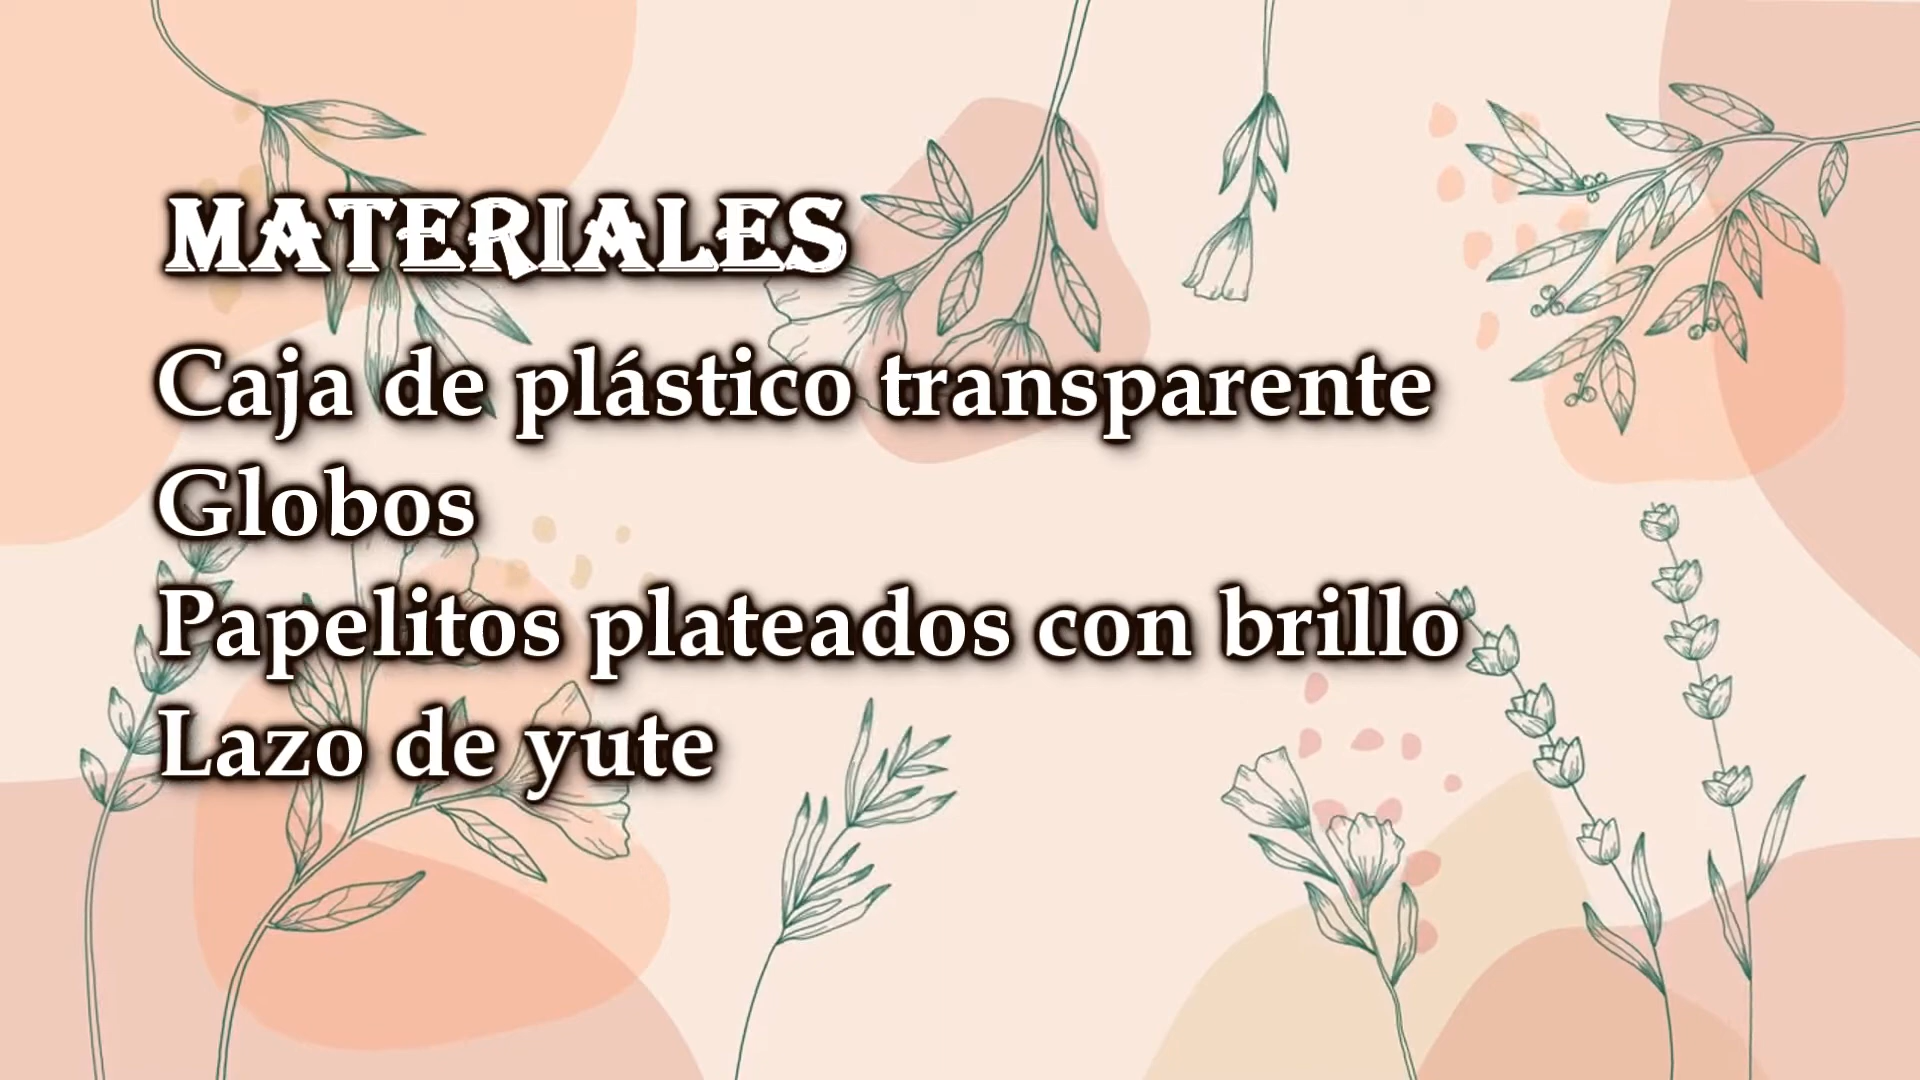 MATERIALES
Caja de plástico transparente
Globos
Papelitos plateados con brillo
Lazo de yute